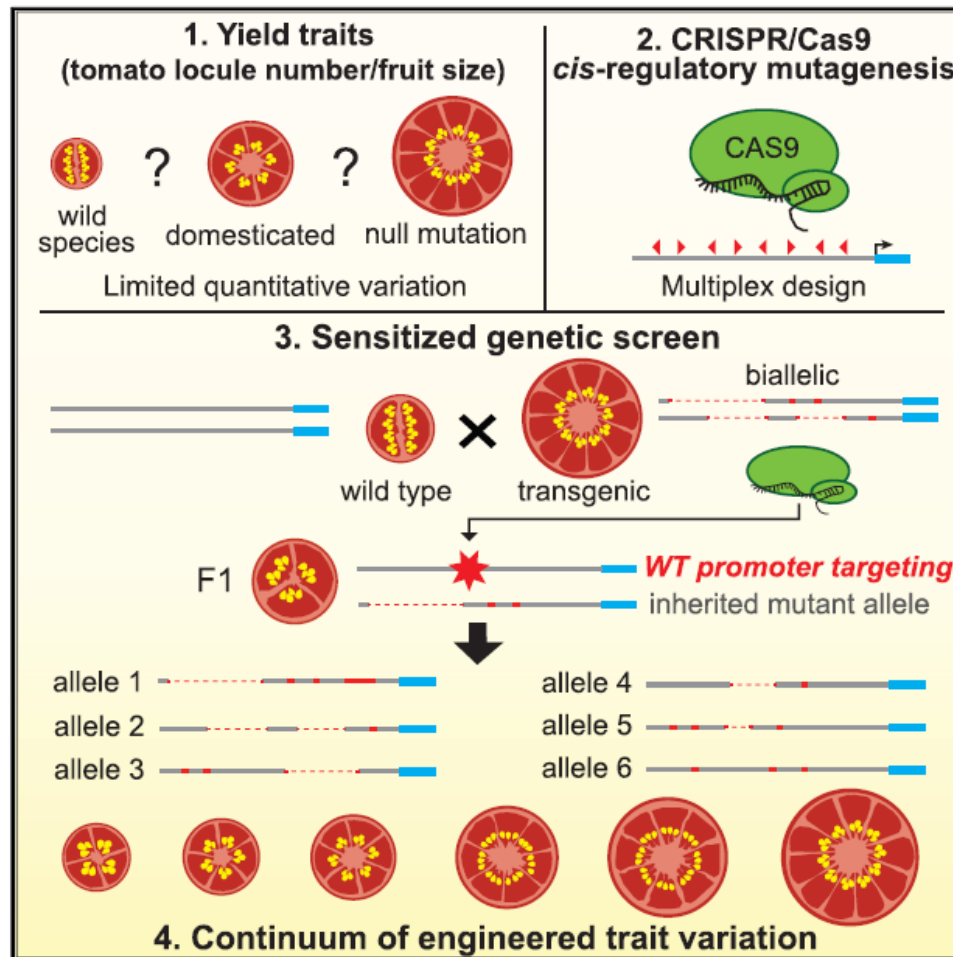 1. Yield traits
(tomato locule number/fruit size)
? ?
wild
species
domesticated
null mutation
Limited quantitative variation
2. CRISPR/Cas9
cis-regulatory mutagenesis
CAS9
Multiplex design
3. Sensitized genetic screen
biallelic
wild type
transgenic
F1
WT promoter targeting
inherited mutant allele
allele 1
allele 2
allele 3
allele 4
allele 5
allele 6
4. Continuum of engineered trait variation